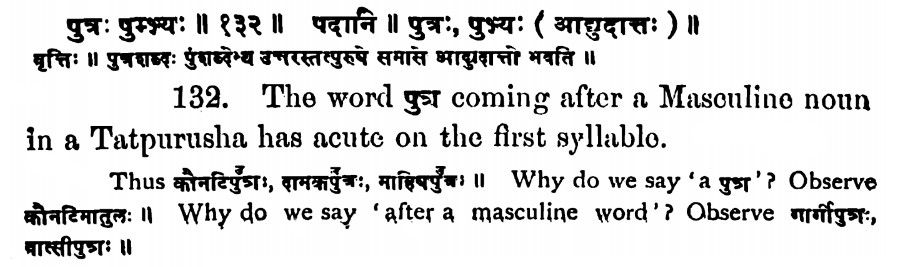 पुत्रः पुम्भ्यः ॥ १३२ ॥ पदानि ॥ पुत्रः, पुंभ्यः ( आद्युदात्तः ) ॥
वृत्तिः ॥ पुत्रशब्दः पुंशब्देभ्य उत्तरस्तत्पुरुषे समासे आद्युदात्तो भवति ॥
132. The word पुत्र coming after a Masculine noun
in a Tatpurusha has acute on the first syllable.
Thus कौनटिपु॑त्रः, दामकपु॑त्रः, माहिषपु॑त्रः ॥ Why do we say 'a पुत्र'? Observe
कौनटिमातुलः ॥ Why do we say 'after a masculine word'? Observe गार्गीपुत्रः,
वात्सीपुत्रः ॥